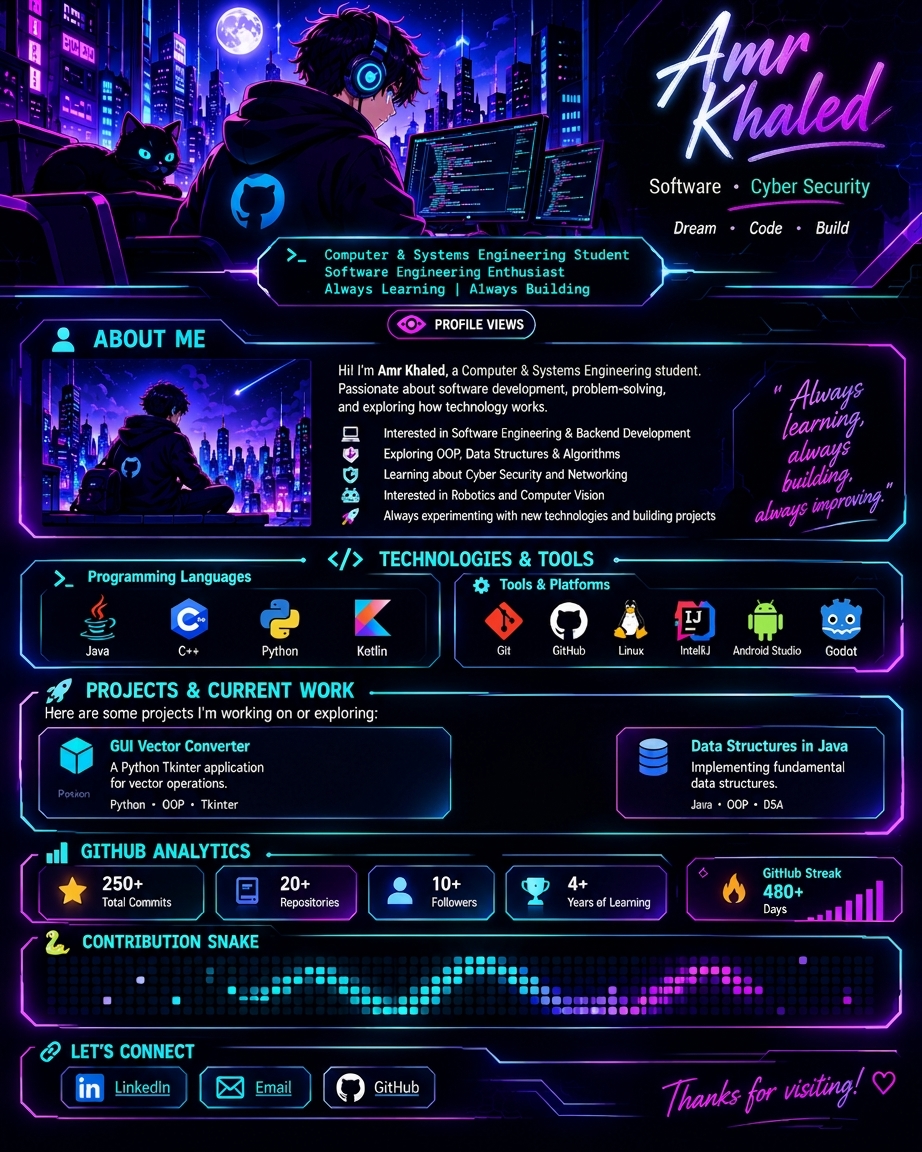 Amr
Khaled
Software • Cyber Security
Dream • Code • Build
>_ Computer & Systems Engineering Student
Software Engineering Enthusiast
Always Learning | Always Building
PROFILE VIEWS
ABOUT ME
Hi! I'm Amr Khaled, a Computer & Systems Engineering student.
Passionate about software development, problem-solving,
and exploring how technology works.
Interested in Software Engineering & Backend Development
Exploring OOP, Data Structures & Algorithms
Learning about Cyber Security and Networking
Interested in Robotics and Computer Vision
Always experimenting with new technologies and building projects
" Always
learning,
always
building,
always improving."
</> TECHNOLOGIES & TOOLS
>_ Programming Languages
Java
C++
Python
Ketlin
Tools & Platforms
Git
GitHub
Linux
IJ
IntelliJ
Android Studio
Godot
PROJECTS & CURRENT WORK
Here are some projects I'm working on or exploring:
GUI Vector Converter
A Python Tkinter application
for vector operations.
Python • OOP • Tkinter
Data Structures in Java
Implementing fundamental
data structures.
Java • OOP • DSA
GITHUB ANALYTICS
250+
Total Commits
20+
Repositories
10+
Followers
4+
Years of Learning
GitHub Streak
480+
Days
CONTRIBUTION SNAKE
LET'S CONNECT
in LinkedIn
Email
GitHub
Thanks for visiting! ♡